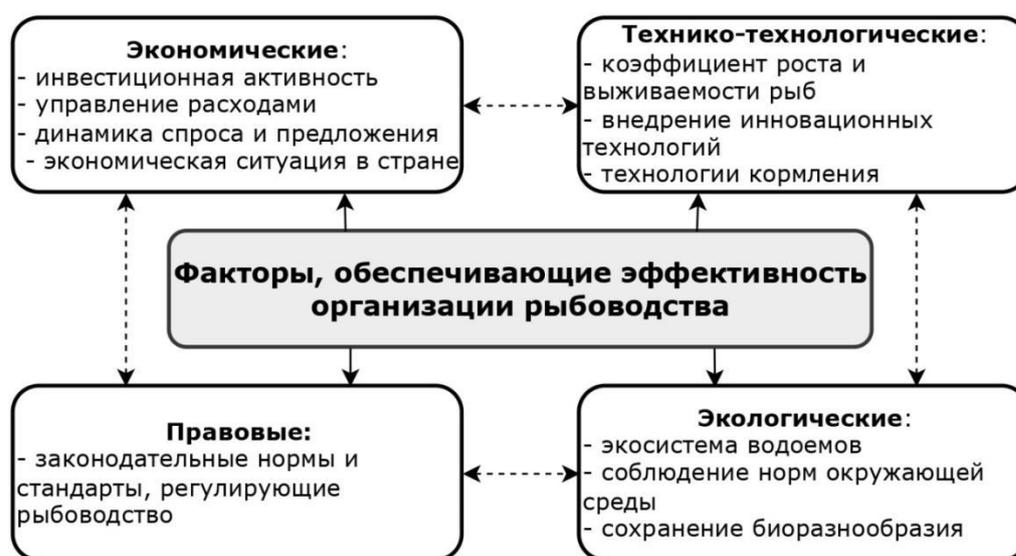 Экономические:
- инвестиционная активность
- управление расходами
- динамика спроса и предложения
- экономическая ситуация в стране
Технико-технологические:
- коэффициент роста и
выживаемости рыб
- внедрение инновационных
технологий
- технологии кормления
Факторы, обеспечивающие эффективность
организации рыбоводства
Правовые:
- законодательные нормы и
стандарты, регулирующие
рыбоводство
Экологические:
- экосистема водоемов
- соблюдение норм окружающей
среды
- сохранение биоразнообразия